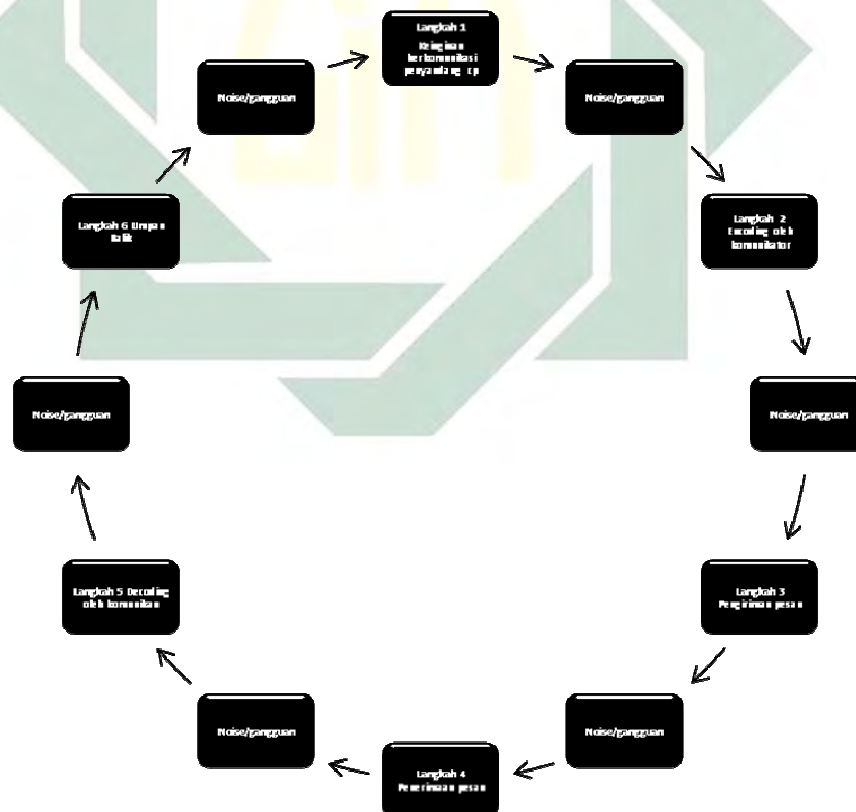 Langkah 1
Keinginan
berkomunikasi
penyandang cp
Noise/gangguan
Langkah 2
Encoding oleh
komunikator
Noise/gangguan
Langkah 3
Pengiriman pesan
Noise/gangguan
Langkah 4
Penerimaan pesan
Noise/gangguan
Langkah 5 Decoding
oleh komunikan
Noise/gangguan
Langkah 6 Umpan
Balik
Noise/gangguan